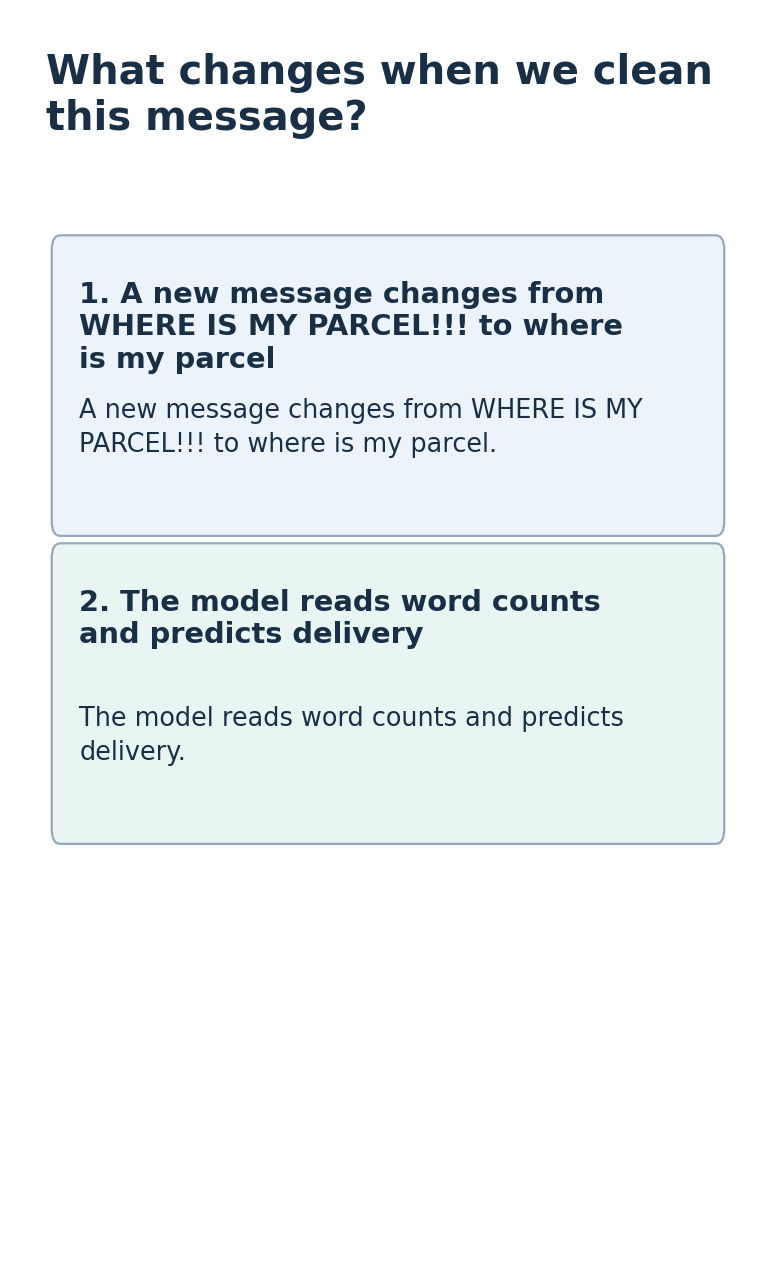 What changes when we clean
this message?
1. A new message changes from
WHERE IS MY PARCEL!!! to where
is my parcel
A new message changes from WHERE IS MY
PARCEL!!! to where is my parcel.
2. The model reads word counts
and predicts delivery
The model reads word counts and predicts
delivery.